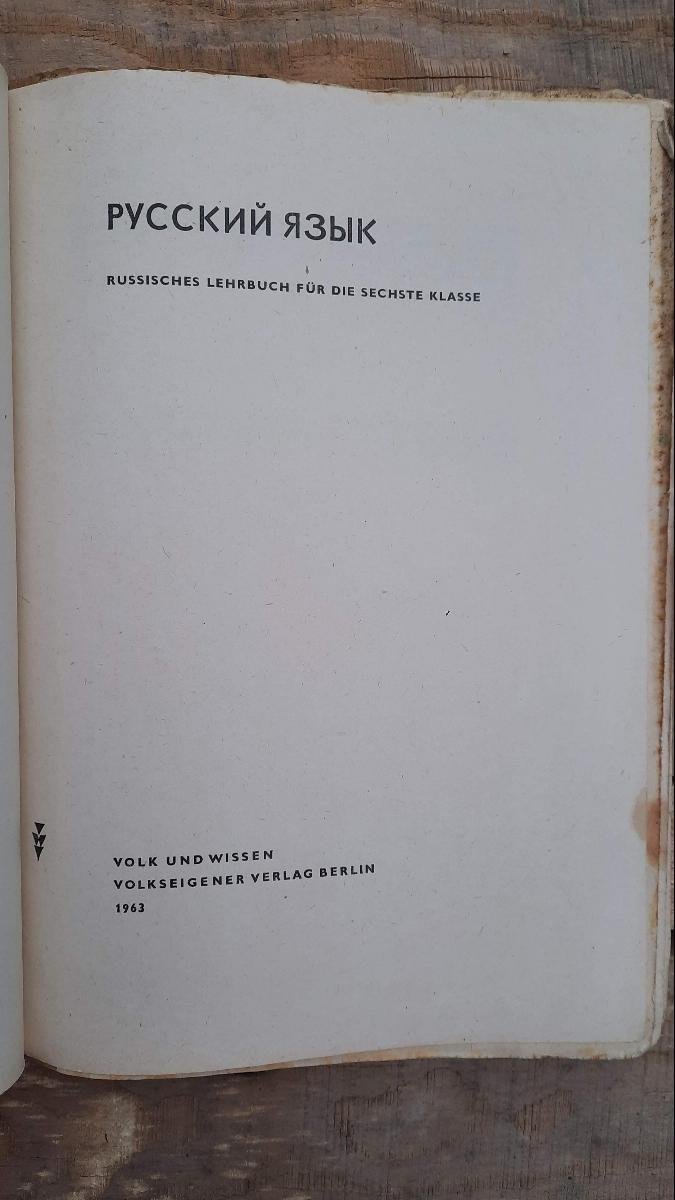 РУССКИЙ ЯЗЫК
RUSSISCHES LEHRBUCH FÜR DIE SECHSTE KLASSE
VOLK UND WISSEN
VOLKSEIGENER VERLAG BERLIN
1963